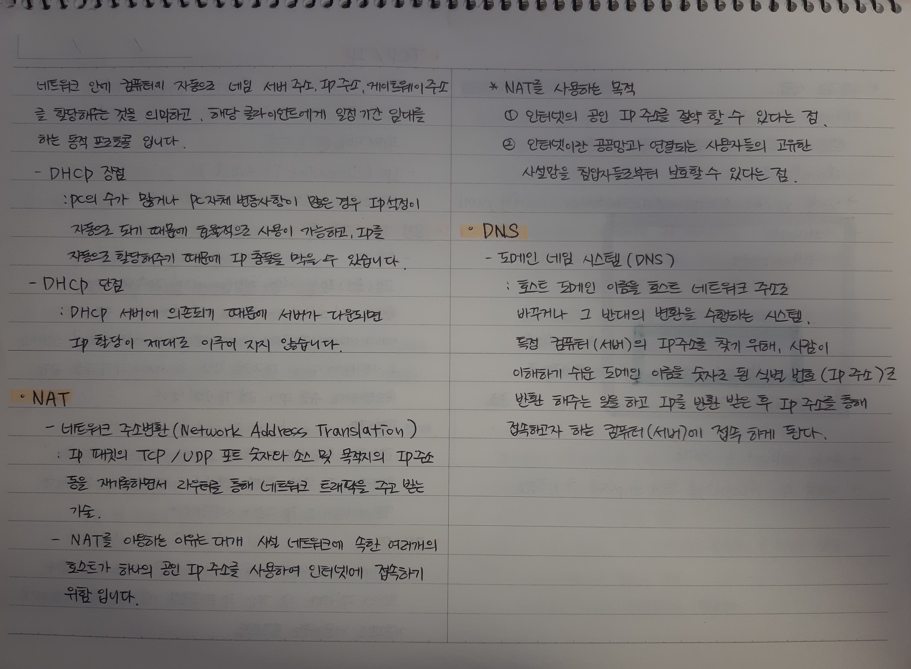 네트워크 안에 컴퓨터에 자동으로 네임 서버 주소, IP주소, 게이트웨이 주소
를 할당해주는 것을 의미하고, 해당 클라이언트에게 일정 기간 임대를
하는 동적 프로토콜 입니다.
- DHCP 장점
: PC의 수가 많거나 PC자체 변동사항이 많은 경우 IP설정이
자동으로 되기 때문에 효율적으로 사용이 가능하고, IP를
자동으로 할당해주기 때문에 IP 충돌을 막을 수 있습니다.
- DHCP 단점
: DHCP 서버에 의존되기 때문에 서버가 다운되면
IP 할당이 제대로 이루어 지지 않습니다.
• NAT
- 네트워크 주소변환 (Network Address Translation)
: IP 패킷의 TCP / UDP 포트 숫자와 소스 및 목적지의 IP주소
등을 재기록하면서 라우터를 통해 네트워크 트래픽을 주고 받는
기술.
- NAT를 이용하는 이유는 대개 사설 네트워크에 속한 여러개의
호스트가 하나의 공인 IP 주소를 사용하여 인터넷에 접속하기
위함 입니다.
* NAT를 사용하는 목적
① 인터넷의 공인 IP 주소를 절약 할 수 있다는 점.
② 인터넷이란 공공망과 연결되는 사용자들의 고유한
사설망을 침입자들로부터 보호할 수 있다는 점.
• DNS
- 도메인 네임 시스템 (DNS)
: 호스트 도메인 이름을 호스트 네트워크 주소로
바꾸거나 그 반대의 변환을 수행하는 시스템.
특정 컴퓨터(서버)의 IP주소를 찾기 위해, 사람이
이해하기 쉬운 도메인 이름을 숫자로 된 식별 번호 (IP 주소)로
변환 해주는 일을 하고 IP를 반환 받은 후 IP 주소를 통해
접속하고자 하는 컴퓨터(서버)에 접속 하게 된다.